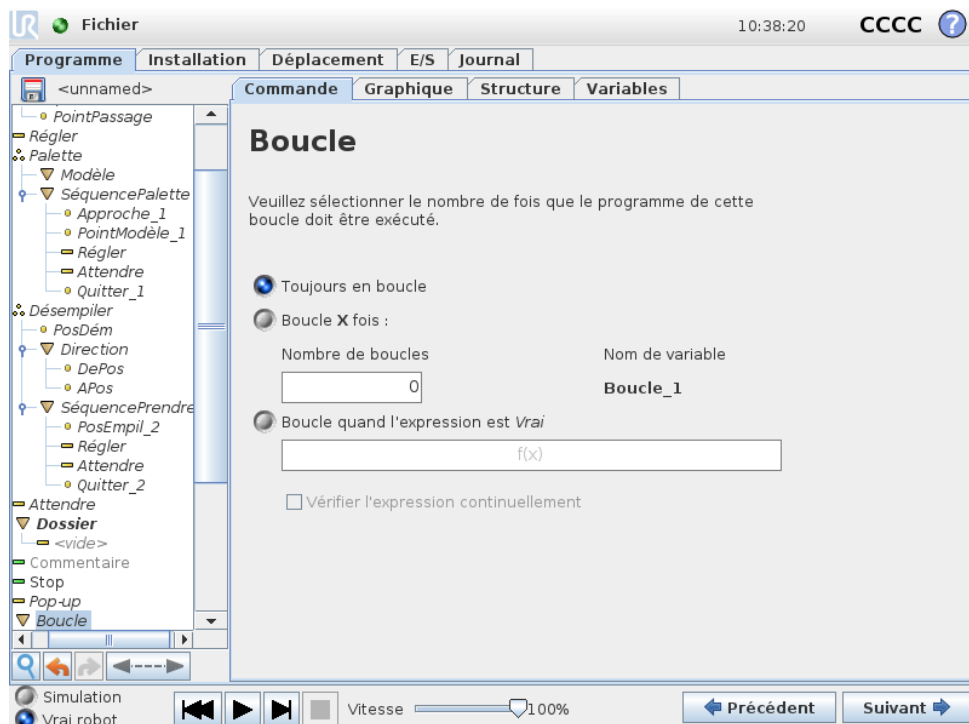 UR Fichier 10:38:20 CCCC ?
Programme Installation Déplacement E/S Journal
<unnamed> Commande Graphique Structure Variables
PointPassage
Régler
Palette
Modèle
SéquencePalette
Approche_1
PointModèle_1
Régler
Attendre
Quitter_1
Désempiler
PosDém
Direction
DePos
APos
SéquencePrendre
PosEmpil_2
Régler
Attendre
Quitter_2
Attendre
Dossier
<vide>
Commentaire
Stop
Pop-up
Boucle
Boucle
Veuillez sélectionner le nombre de fois que le programme de cette
boucle doit être exécuté.
Toujours en boucle
Boucle X fois :
Nombre de boucles Nom de variable
0 Boucle_1
Boucle quand l'expression est Vrai
f(x)
Vérifier l'expression continuellement
Simulation
Vrai robot
Vitesse 100% Précédent Suivant